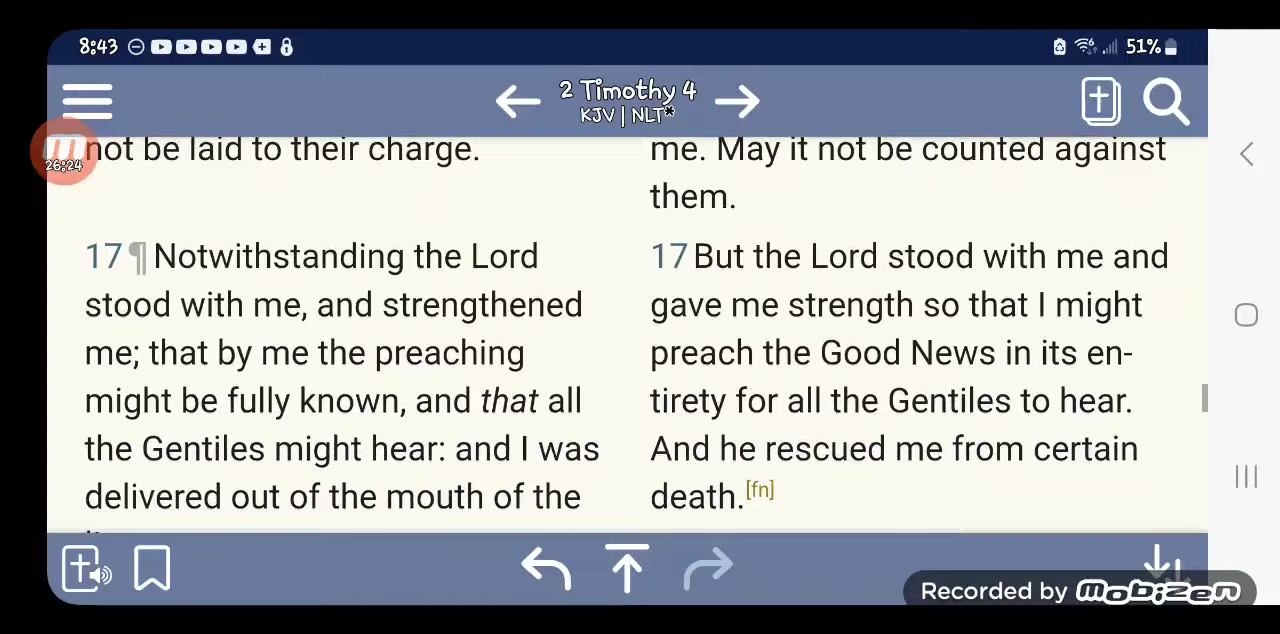 8:43
51%
2 Timothy 4
KJV | NLT*
26:24
not be laid to their charge.
17 ¶ Notwithstanding the Lord
stood with me, and strengthened
me; that by me the preaching
might be fully known, and that all
the Gentiles might hear: and I was
delivered out of the mouth of the
me. May it not be counted against
them.
17 But the Lord stood with me and
gave me strength so that I might
preach the Good News in its en-
tirety for all the Gentiles to hear.
And he rescued me from certain
death.[fn]
Recorded by mobizen